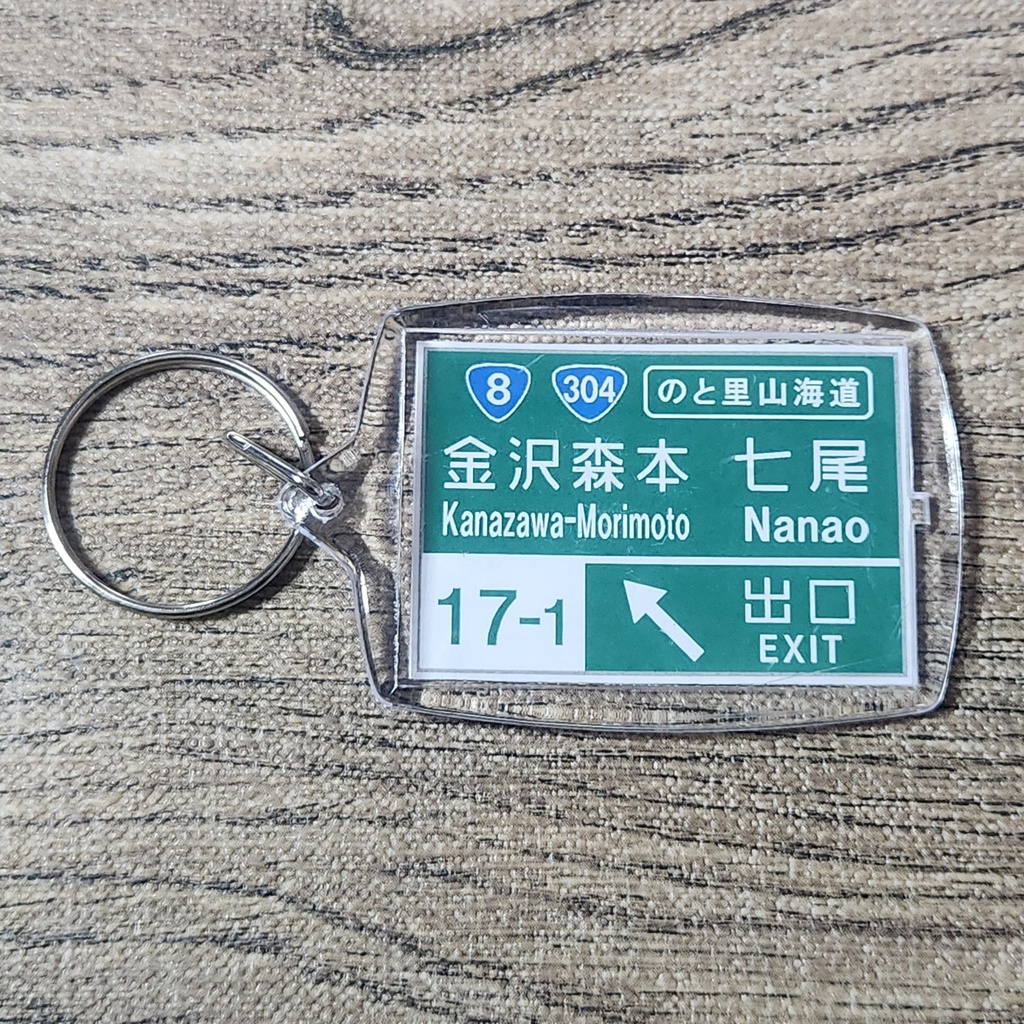 8 304 のと里山海道
金沢森本 七尾
Kanazawa-Morimoto Nanao
17-1 出口
EXIT